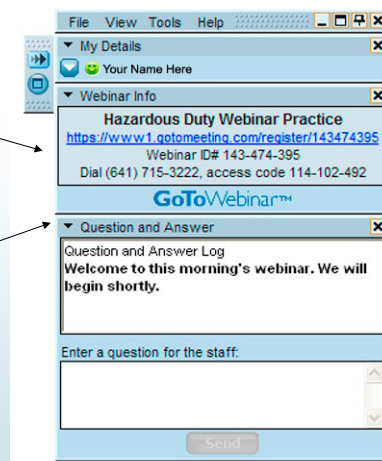 File View Tools Help
My Details
Your Name Here
Webinar Info
Hazardous Duty Webinar Practice
https://www1.gotomeeting.com/register/143474395
Webinar ID# 143-474-395
Dial (641) 715-3222, access code 114-102-492
GoToWebinar™
Question and Answer
Question and Answer Log
Welcome to this morning's webinar. We will
begin shortly.
Enter a question for the staff:
Send